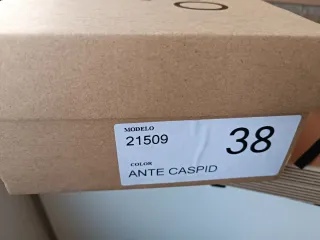 MODELO
21509
38
COLOR
ANTE CASPID